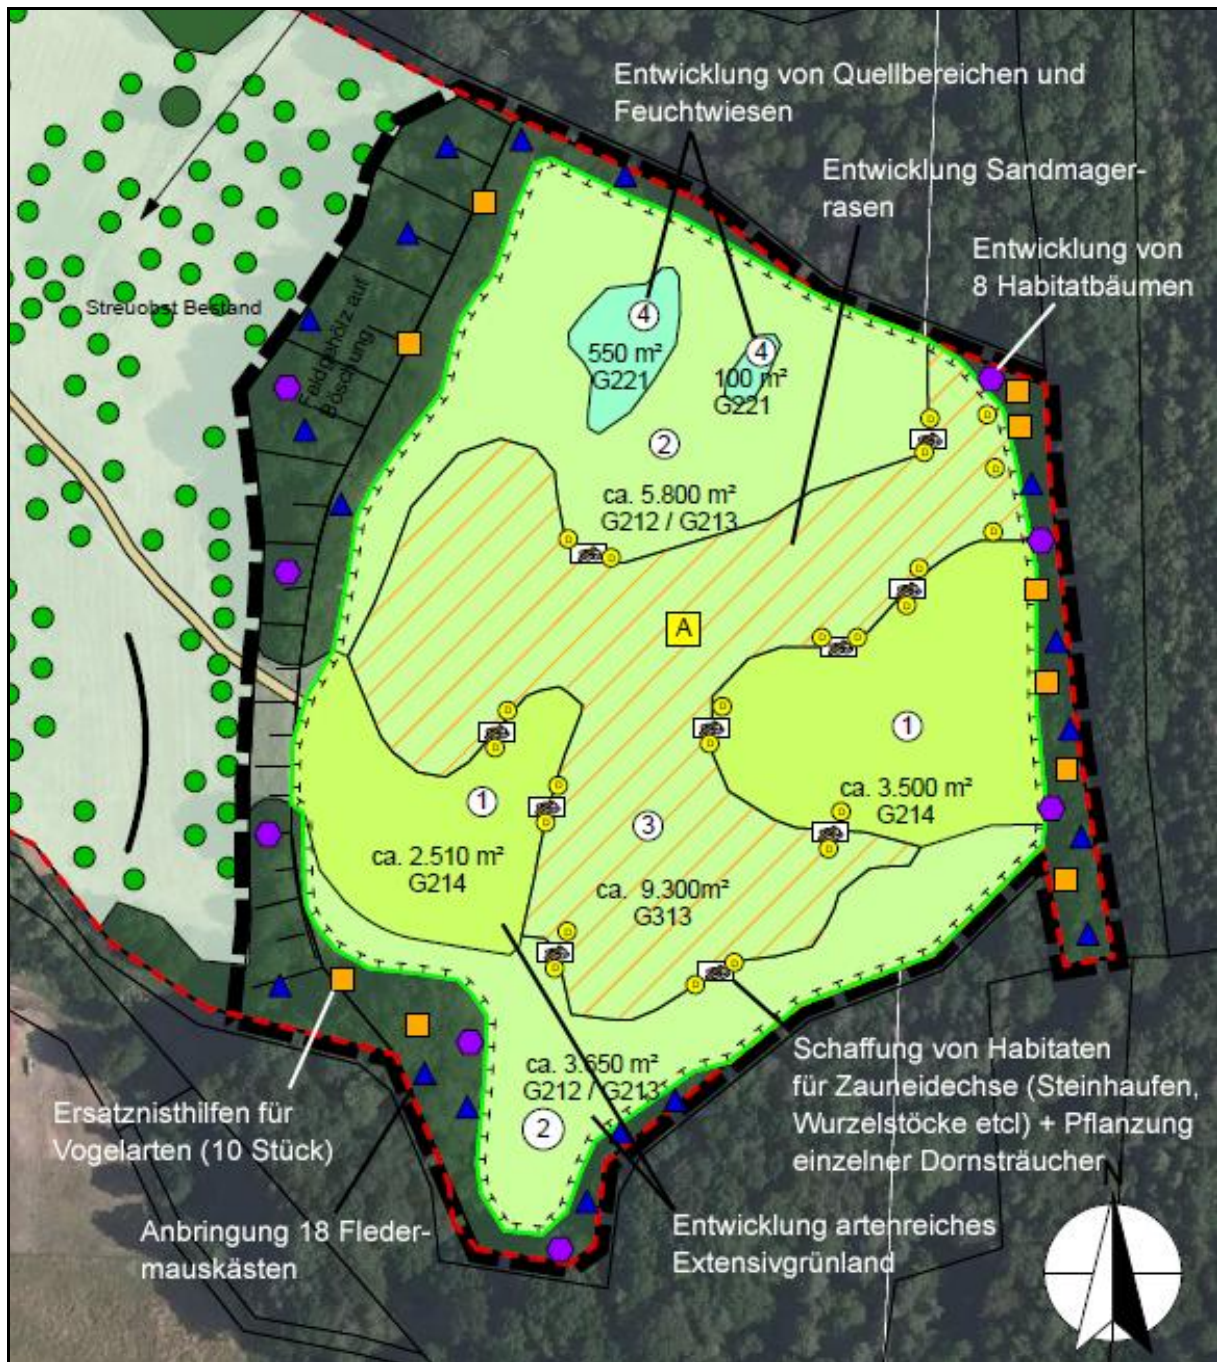 Entwicklung von Quellbereichen und
Feuchtwiesen
Entwicklung Sandmager-
rasen
Entwicklung von
8 Habitatbäumen
Streuobst Bestand
Feldgehölz auf
Böschung
4
550 m²
G221
4
100 m²
G221
2
ca. 5.800 m²
G212 / G213
A
1
ca. 3.500 m²
G214
1
ca. 2.510 m²
G214
3
ca. 9.300m²
G313
ca. 3.650 m²
G212 / G213
2
Ersatznisthilfen für
Vogelarten (10 Stück)
Anbringung 18 Fleder-
mauskästen
Schaffung von Habitaten
für Zauneidechse (Steinhaufen,
Wurzelstöcke etcl) + Pflanzung
einzelner Dornsträucher
Entwicklung artenreiches
Extensivgrünland
N